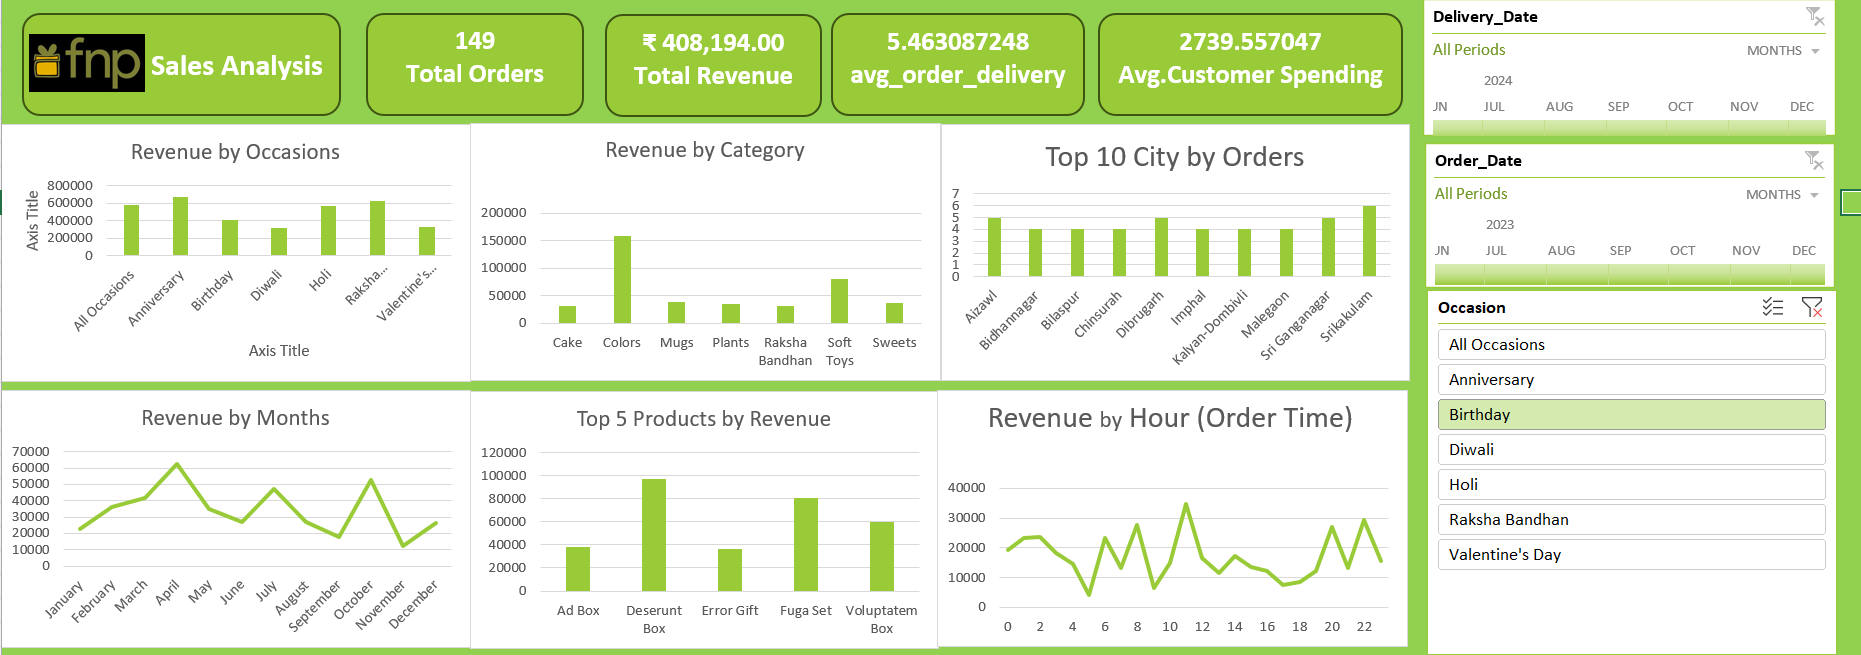 fnp Sales Analysis
149
Total Orders
₹ 408,194.00
Total Revenue
5.463087248
avg_order_delivery
2739.557047
Avg.Customer Spending
Delivery_Date
All Periods
MONTHS
2024
JN JUL AUG SEP OCT NOV DEC
Order_Date
All Periods
MONTHS
2023
JN JUL AUG SEP OCT NOV DEC
Occasion
All Occasions
Anniversary
Birthday
Diwali
Holi
Raksha Bandhan
Valentine's Day
Revenue by Occasions
Axis Title
800000
600000
400000
200000
0
All Occasions Anniversary Birthday Diwali Holi Raksha... Valentine's...
Axis Title
Revenue by Category
200000
150000
100000
50000
0
Cake Colors Mugs Plants Raksha Bandhan Soft Toys Sweets
Top 10 City by Orders
7
6
5
4
3
2
1
0
Aizawl Bidhannagar Bilaspur Chinsurah Dibrugarh Imphal Kalyan-Dombivli Malegaon Sri Ganganagar Srikakulam
Revenue by Months
70000
60000
50000
40000
30000
20000
10000
0
January February March April May June July August September October November December
Top 5 Products by Revenue
120000
100000
80000
60000
40000
20000
0
Ad Box Deserunt Box Error Gift Fuga Set Voluptatem Box
Revenue by Hour (Order Time)
40000
30000
20000
10000
0
0 2 4 6 8 10 12 14 16 18 20 22